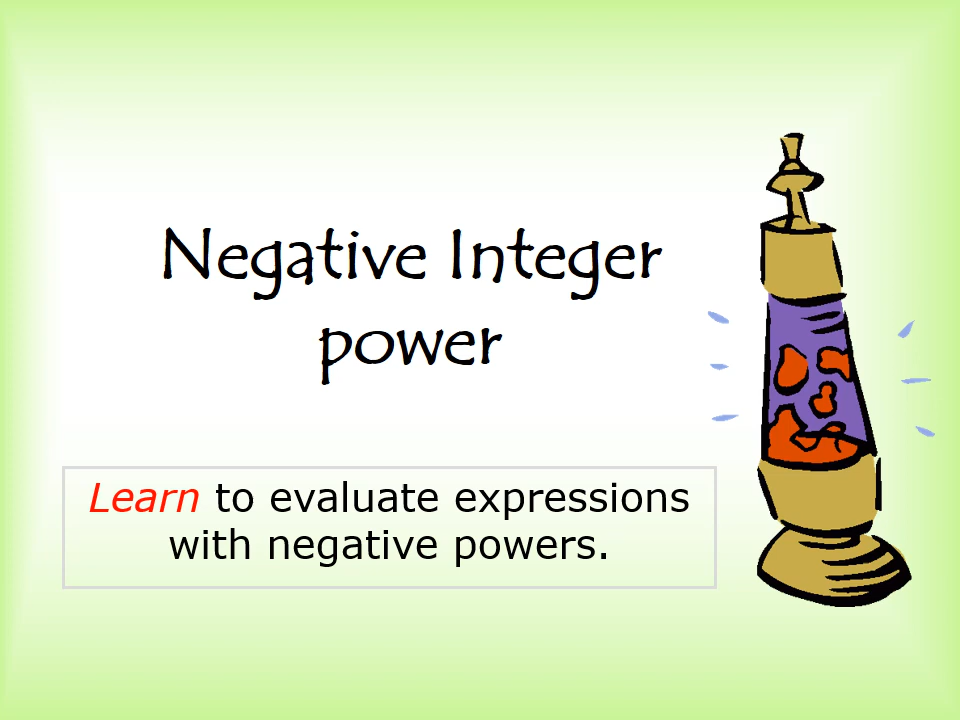 Negative Integer
power
Learn to evaluate expressions
with negative powers.